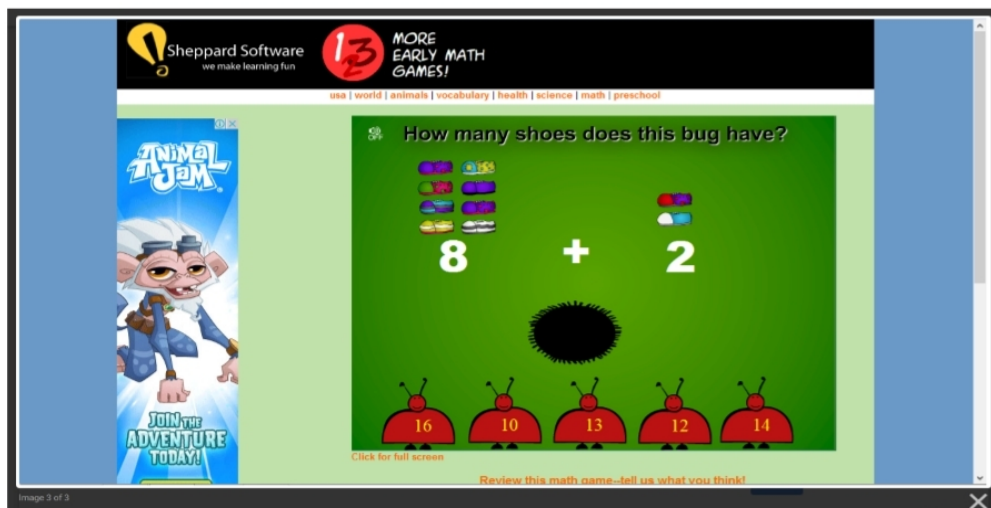 Sheppard Software
we make learning fun
123
MORE
EARLY MATH
GAMES!
usa | world | animals | vocabulary | health | science | math | preschool
ANIMAL
JAM
JOIN THE
ADVENTURE
TODAY!
OFF
How many shoes does this bug have?
8 + 2
16 10 13 12 14
Click for full screen
Review this math game--tell us what you think!
Image 3 of 3